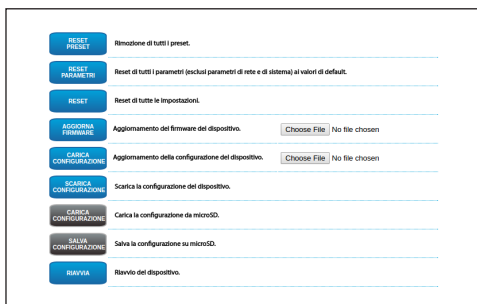 RESET
PRESET
Rimozione di tutti i preset.
RESET
PARAMETRI
Reset di tutti i parametri (esclusi parametri di rete e di sistema) ai valori di default.
RESET
Reset di tutte le impostazioni.
AGGIORNA
FIRMWARE
Aggiornamento del firmware del dispositivo.
Choose File No file chosen
CARICA
CONFIGURAZIONE
Aggiornamento della configurazione del dispositivo.
Choose File No file chosen
SCARICA
CONFIGURAZIONE
Scarica la configurazione del dispositivo.
CARICA
CONFIGURAZIONE
Carica la configurazione da microSD.
SALVA
CONFIGURAZIONE
Salva la configurazione su microSD.
RIAVVIA
Riavvio del dispositivo.